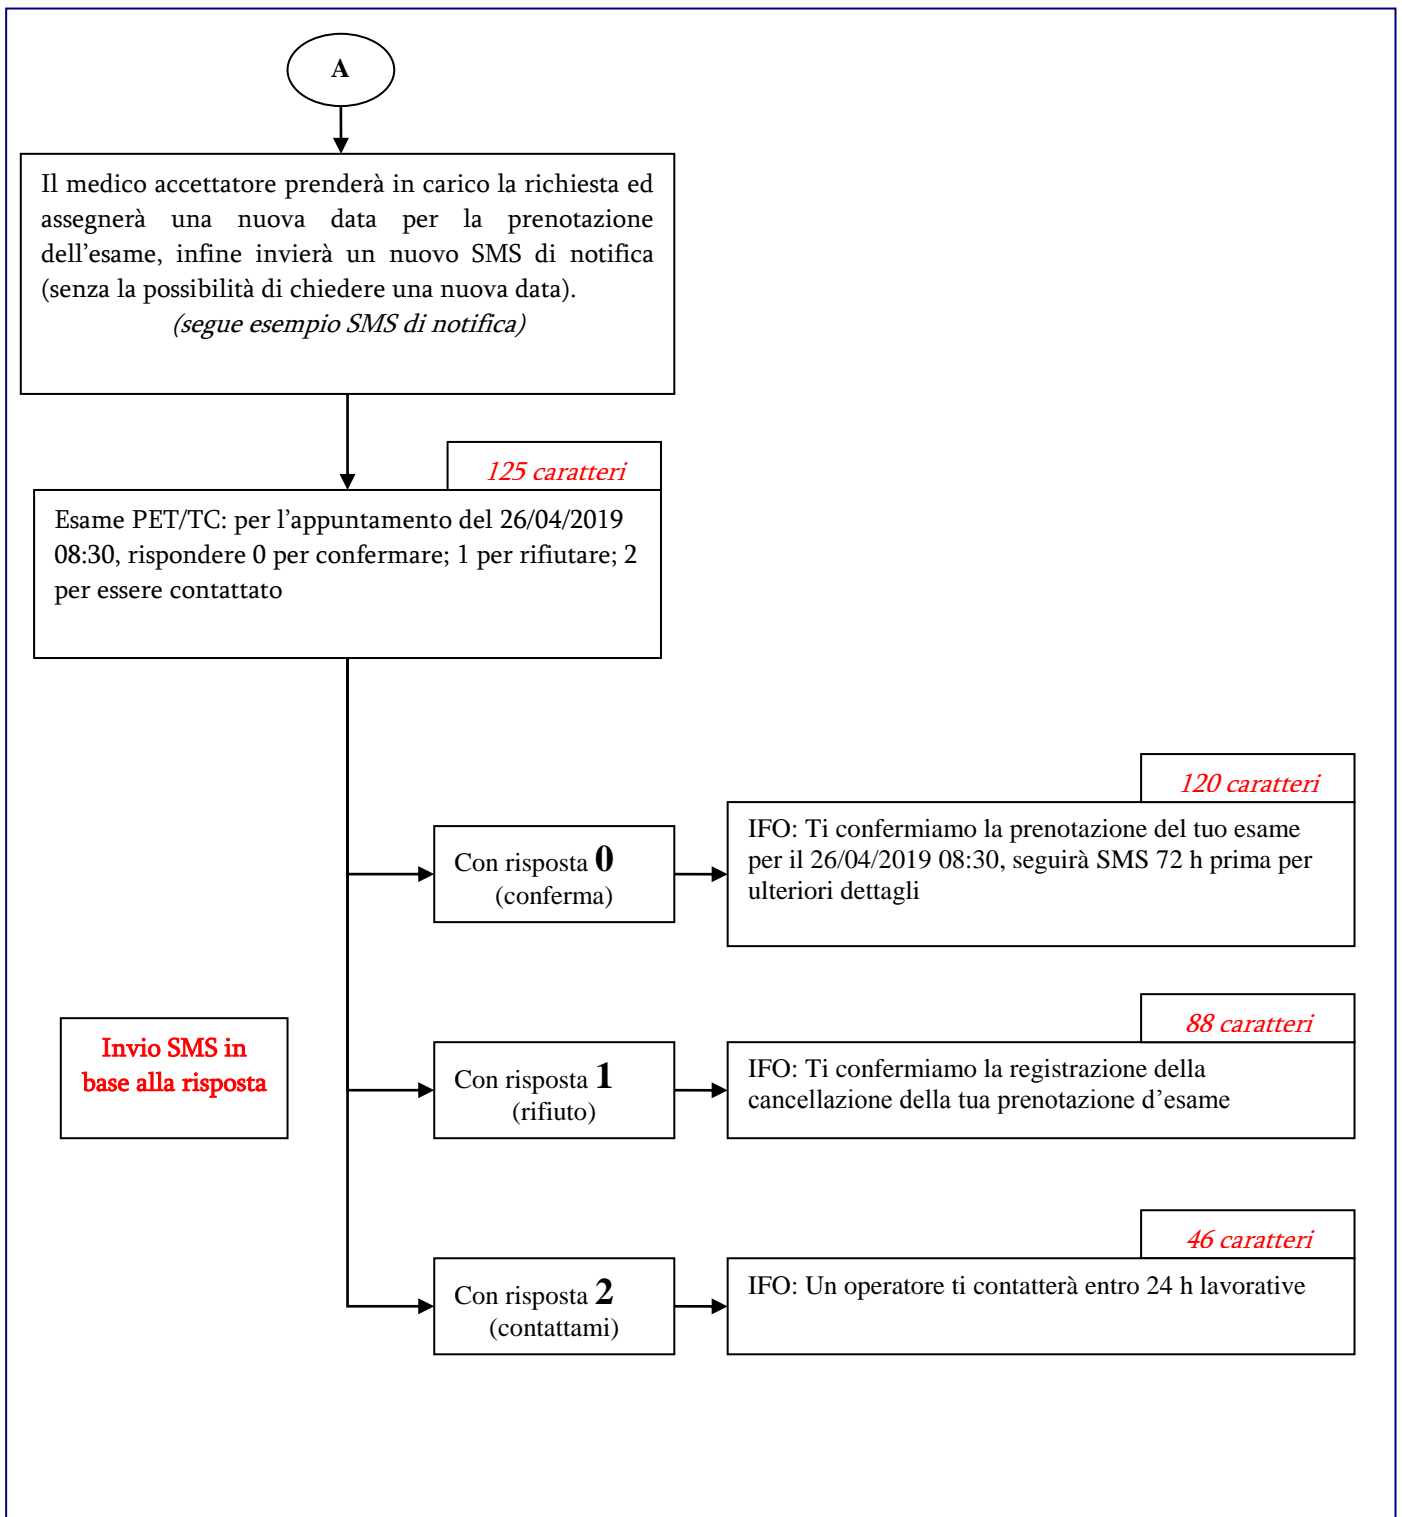 A
Il medico accettatore prenderà in carico la richiesta ed
assegnerà una nuova data per la prenotazione
dell'esame, infine invierà un nuovo SMS di notifica
(senza la possibilità di chiedere una nuova data).
(segue esempio SMS di notifica)
125 caratteri
Esame PET/TC: per l'appuntamento del 26/04/2019
08:30, rispondere 0 per confermare; 1 per rifiutare; 2
per essere contattato
120 caratteri
Con risposta 0
(conferma)
IFO: Ti confermiamo la prenotazione del tuo esame
per il 26/04/2019 08:30, seguirà SMS 72 h prima per
ulteriori dettagli
Invio SMS in
base alla risposta
88 caratteri
Con risposta 1
(rifiuto)
IFO: Ti confermiamo la registrazione della
cancellazione della tua prenotazione d'esame
46 caratteri
Con risposta 2
(contattami)
IFO: Un operatore ti contatterà entro 24 h lavorative